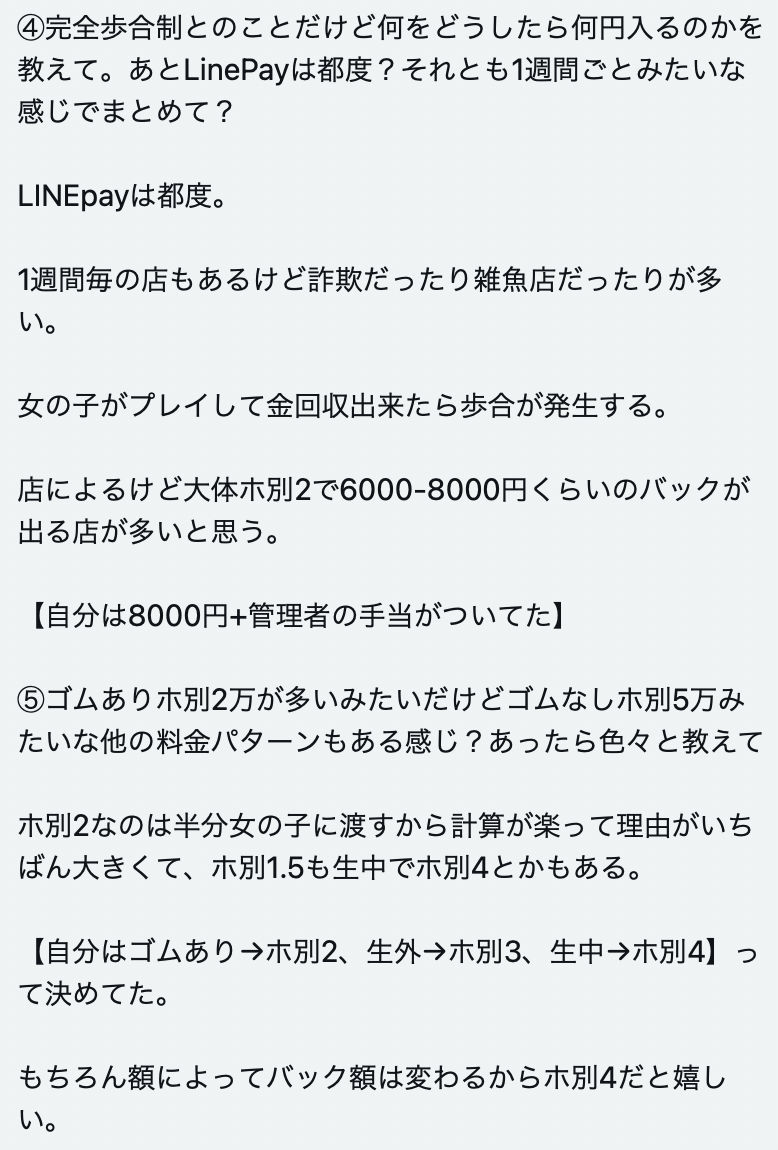 ④完全歩合制とのことだけど何をどうしたら何円入るのかを
教えて。あとLinePayは都度？それとも1週間ごとみたいな
感じでまとめて？
LINEpayは都度。
1週間毎の店もあるけど詐欺だったり雑魚店だったりが多
い。
女の子がプレイして金回収出来たら歩合が発生する。
店によるけど大体ホ別2で6000-8000円くらいのバックが
出る店が多いと思う。
【自分は8000円+管理者の手当がついてた】
⑤ゴムありホ別2万が多いみたいだけどゴムなしホ別5万み
たいな他の料金パターンもある感じ？あったら色々と教えて
ホ別2なのは半分女の子に渡すから計算が楽って理由がいち
ばん大きくて、ホ別1.5も生中でホ別4とかもある。
【自分はゴムあり→ホ別2、生外→ホ別3、生中→ホ別4】っ
て決めてた。
もちろん額によってバック額は変わるからホ別4だと嬉し
い。